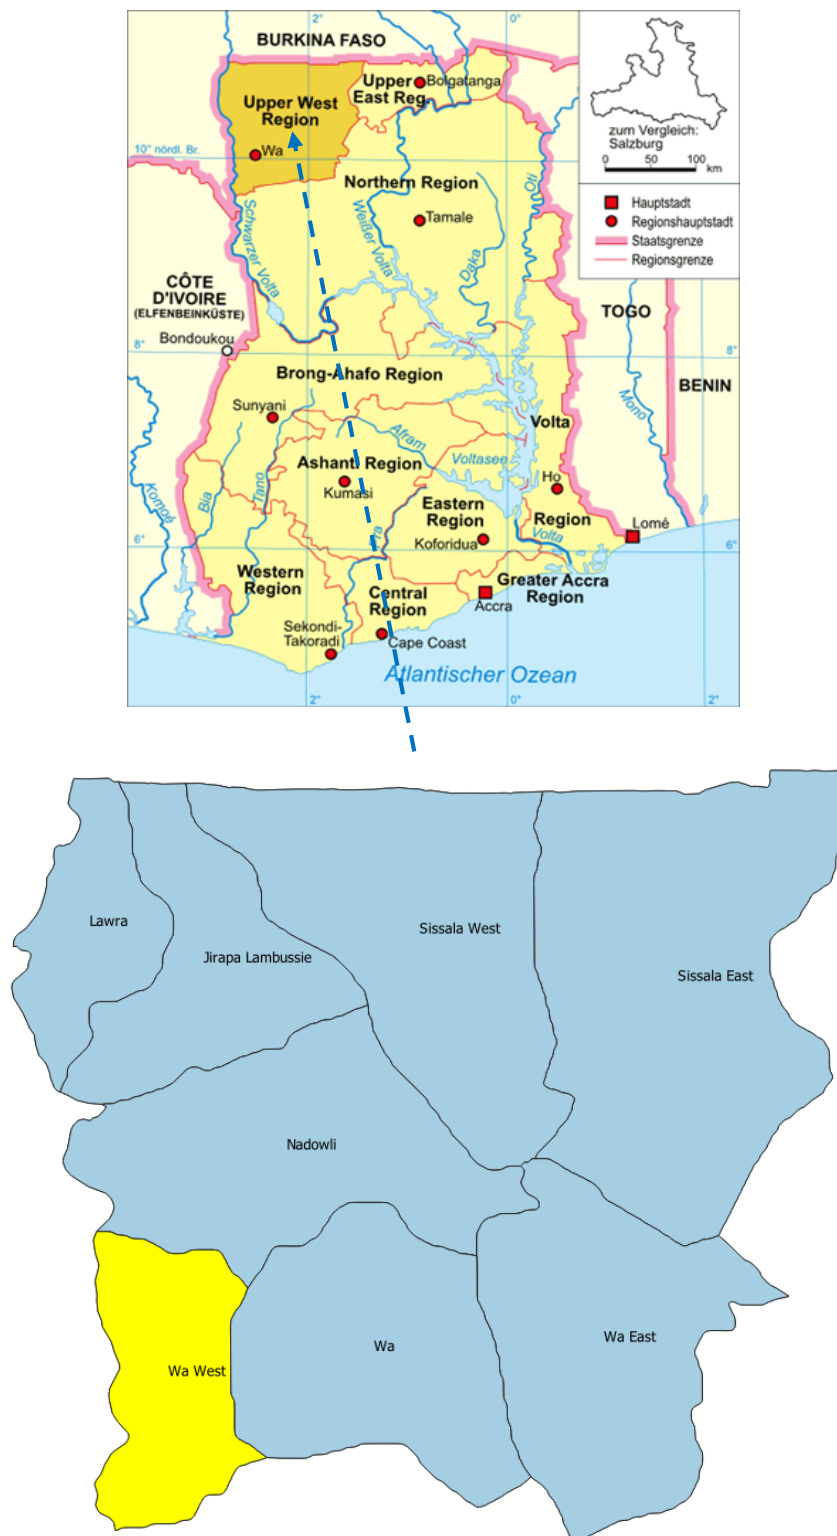 2°
0°
BURKINA FASO
Upper
East Reg.
Bolgatanga
Upper West
Region
Wa
10° nördl. Br.
zum Vergleich:
Salzburg
0 50 100
km
Hauptstadt
Regionshauptstadt
Staatsgrenze
Regionsgrenze
Northern Region
Tamale
Schwarzer Volta
Weißer Volta
Daka
Oti
CÔTE
D'IVOIRE
(ELFENBEINKÜSTE)
Bondoukou
8°
8°
TOGO
BENIN
Mono
Brong-Ahafo Region
Sunyani
Volta
Region
Ashanti Region
Kumasi
Afram
Voltasee
Ho
Komoé
Bia
Tano
Pra
Eastern
Region
Koforidua
Lomé
Volta
6°
6°
Western
Region
Central
Region
Greater Accra
Region
Accra
Sekondi-
Takoradi
Cape Coast
Atlantischer Ozean
2°
0°
2°
Lawra
Jirapa Lambussie
Sissala West
Sissala East
Nadowli
Wa West
Wa
Wa East